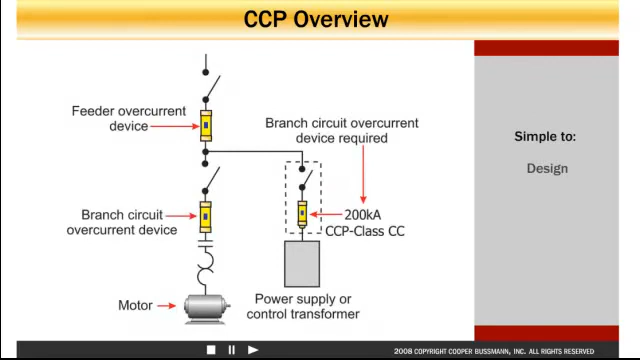 CCP Overview
Feeder overcurrent
device
Branch circuit overcurrent
device required
Simple to:
Design
Branch circuit
overcurrent device
200kA
CCP-Class CC
Motor
Power supply or
control transformer
2008 COPYRIGHT COOPER BUSSMANN, INC. ALL RIGHTS RESERVED